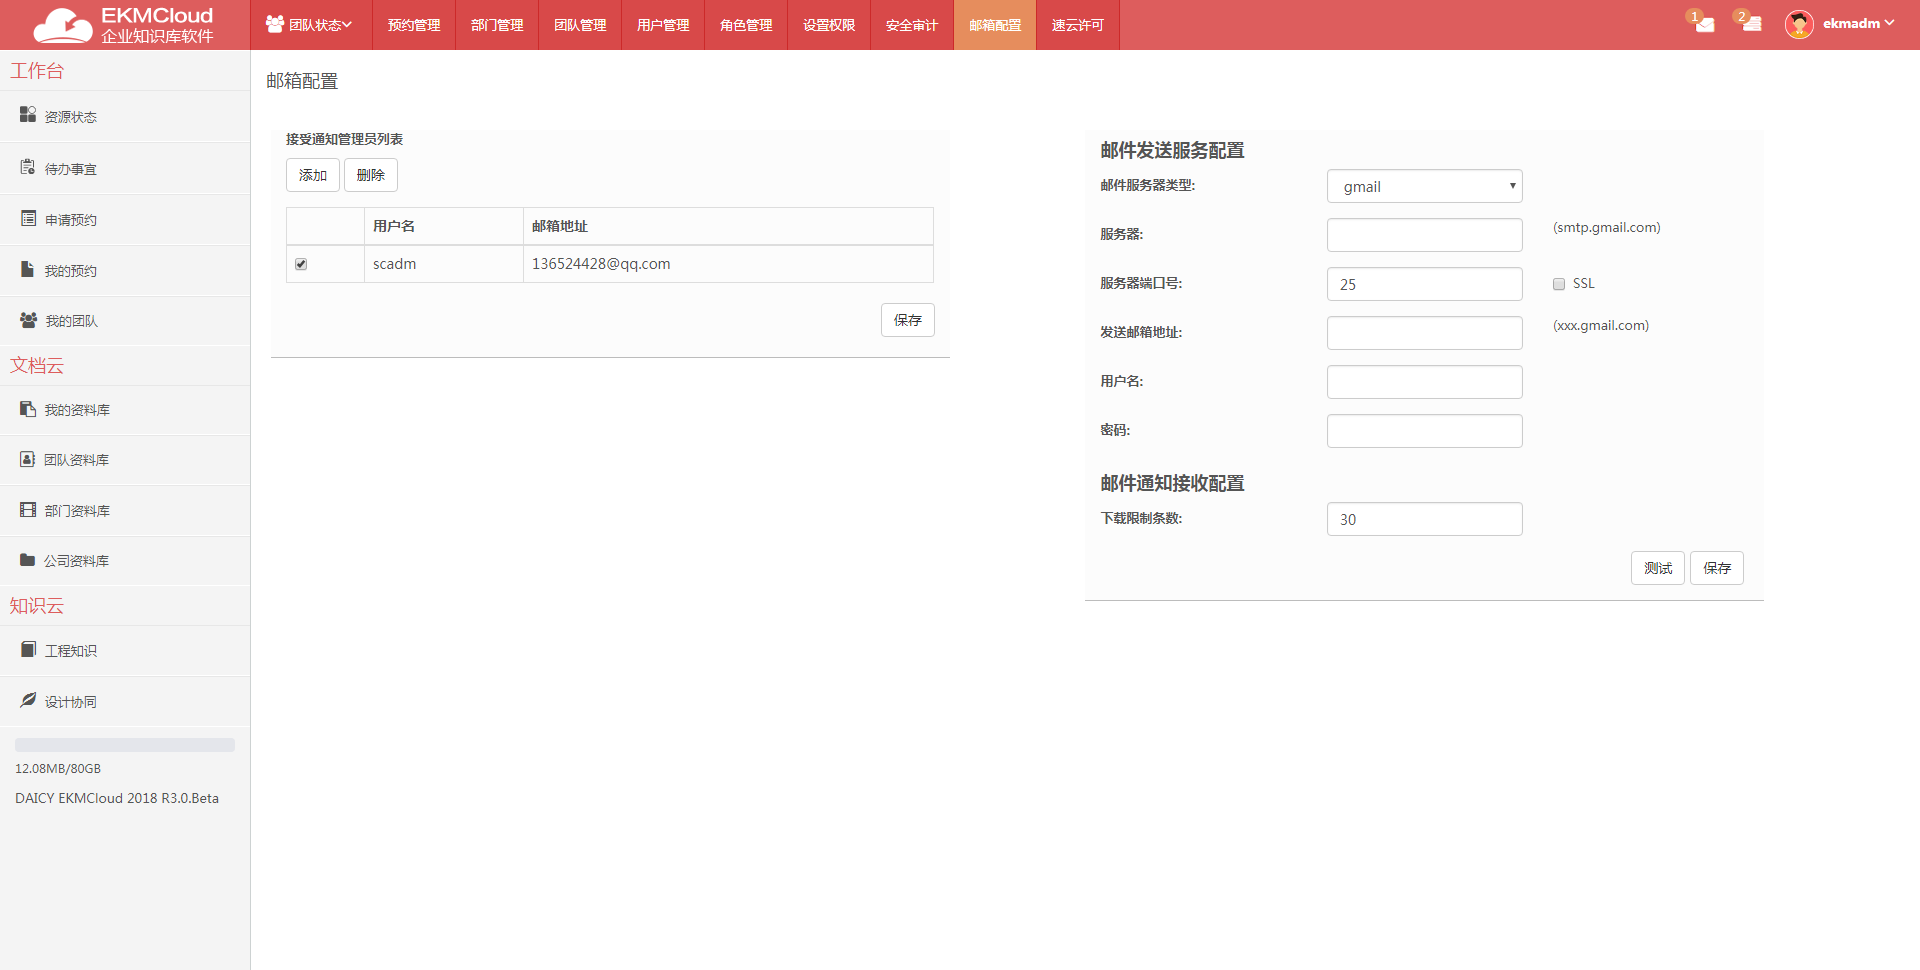 EKMCloud
企业知识库软件
团队状态
预约管理
部门管理
团队管理
用户管理
角色管理
设置权限
安全审计
邮箱配置
速云许可
1
2
ekmadm
工作台
资源状态
待办事宜
申请预约
我的预约
我的团队
文档云
我的资料库
团队资料库
部门资料库
公司资料库
知识云
工程知识
设计协同
12.08MB/80GB
DAICY EKMCloud 2018 R3.0.Beta
邮箱配置
接受通知管理员列表
添加
删除
用户名
邮箱地址
scadm
136524428@qq.com
保存
邮件发送服务配置
邮件服务器类型:
gmail
服务器:
(smtp.gmail.com)
服务器端口号:
25
SSL
发送邮箱地址:
(xxx.gmail.com)
用户名:
密码:
邮件通知接收配置
下载限制条数:
30
测试
保存